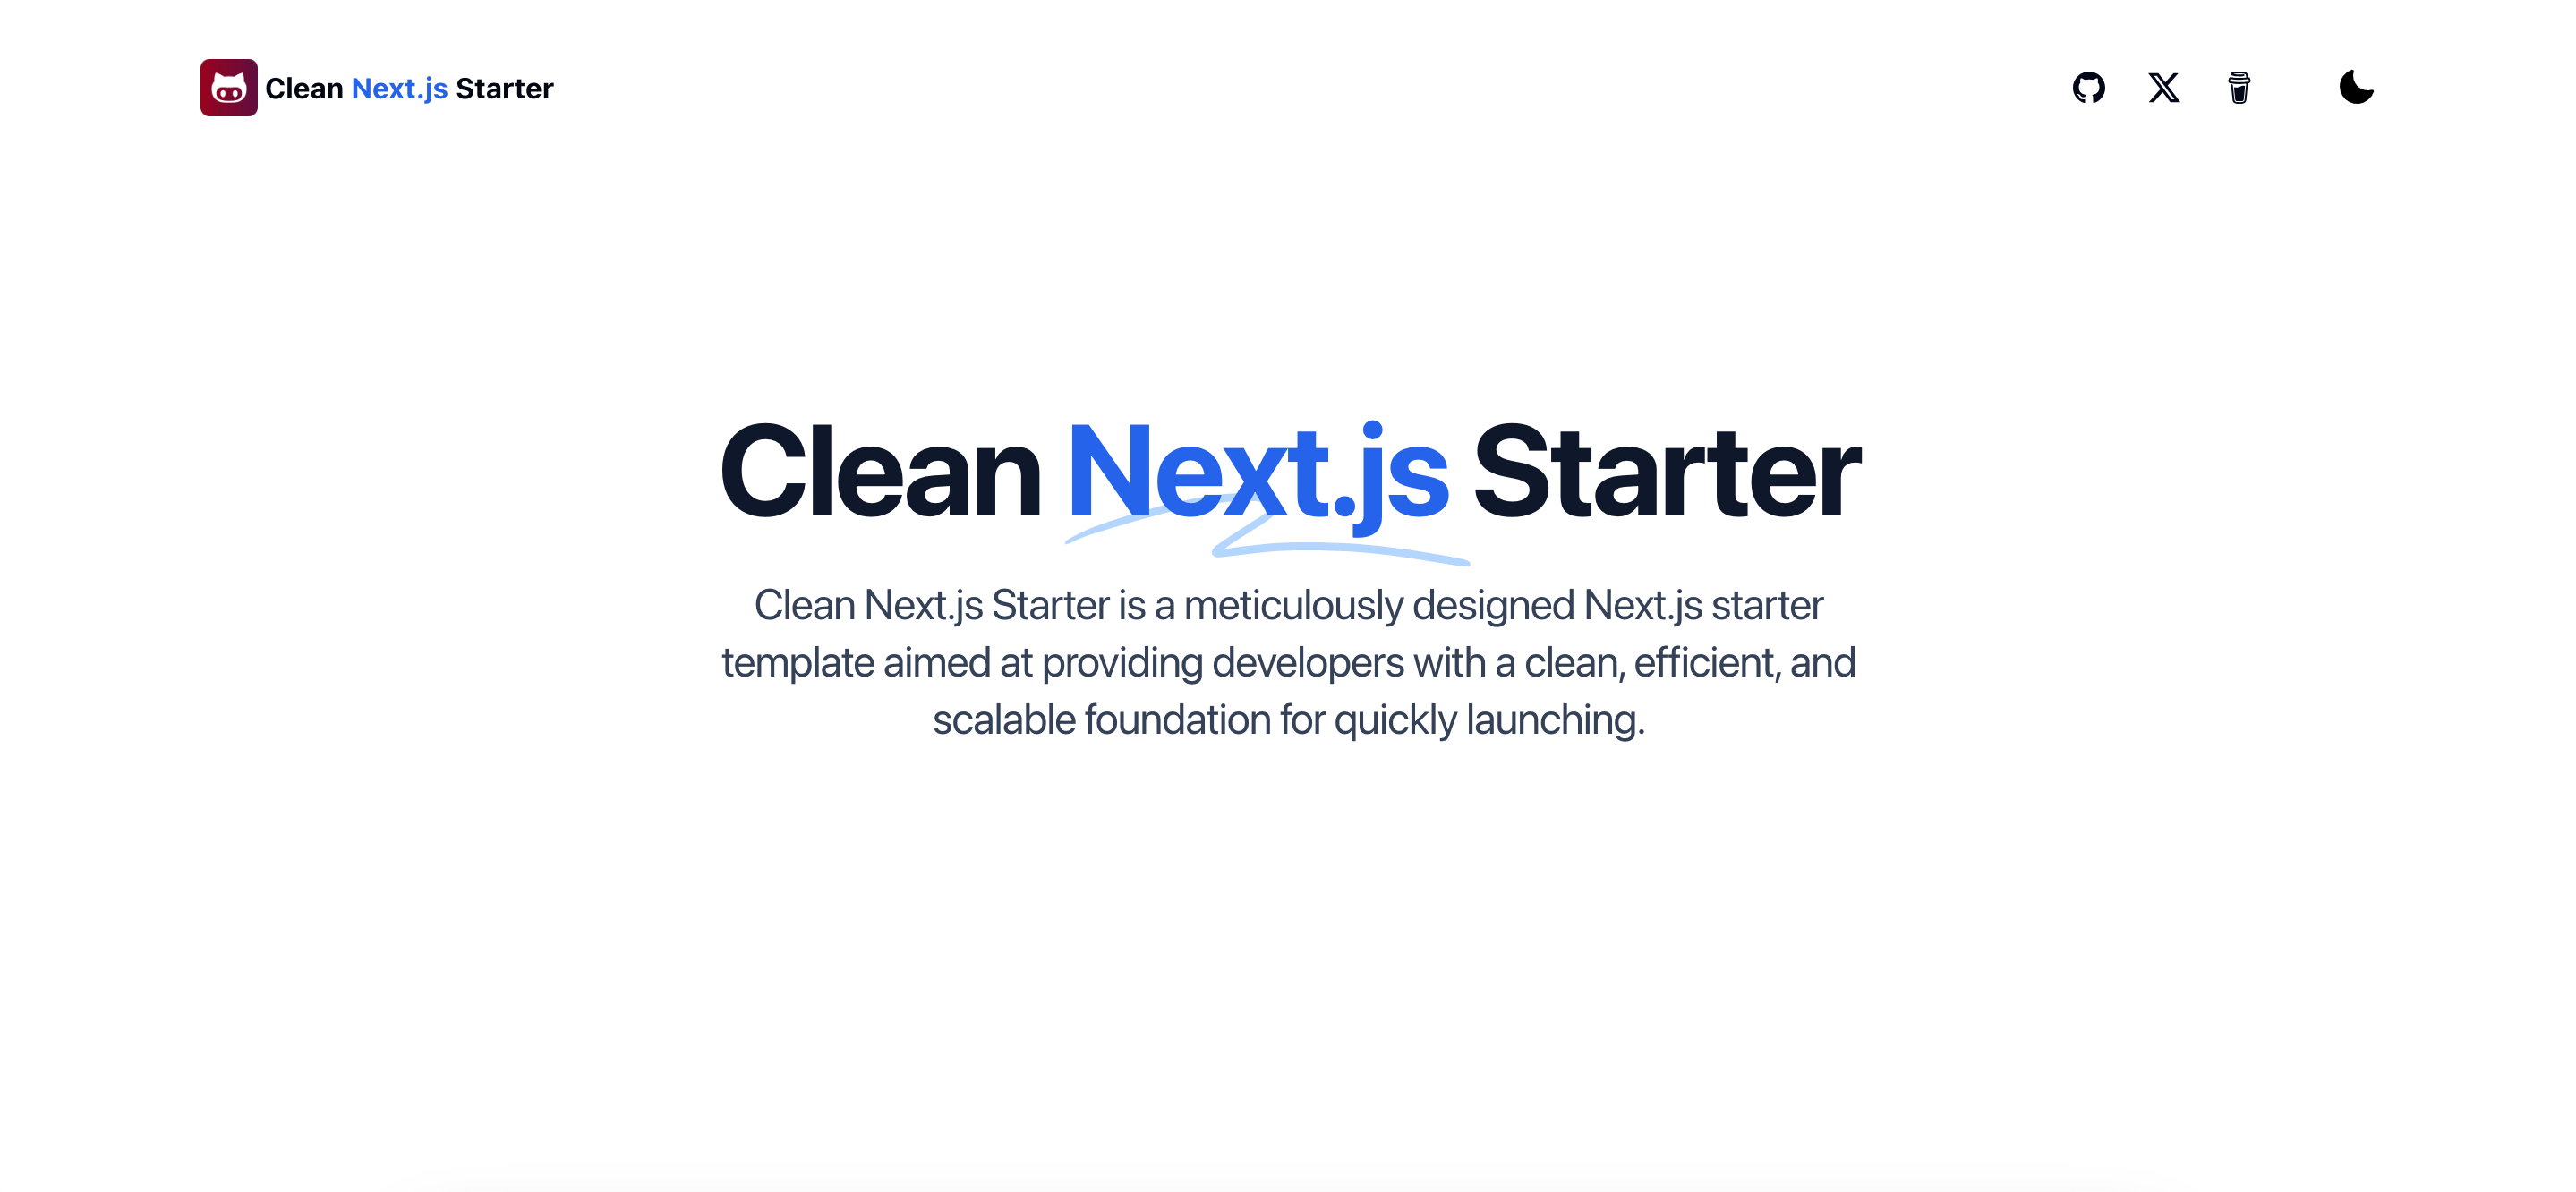 Clean Next.js Starter
Clean Next.js Starter
Clean Next.js Starter is a meticulously designed Next.js starter
template aimed at providing developers with a clean, efficient, and
scalable foundation for quickly launching.